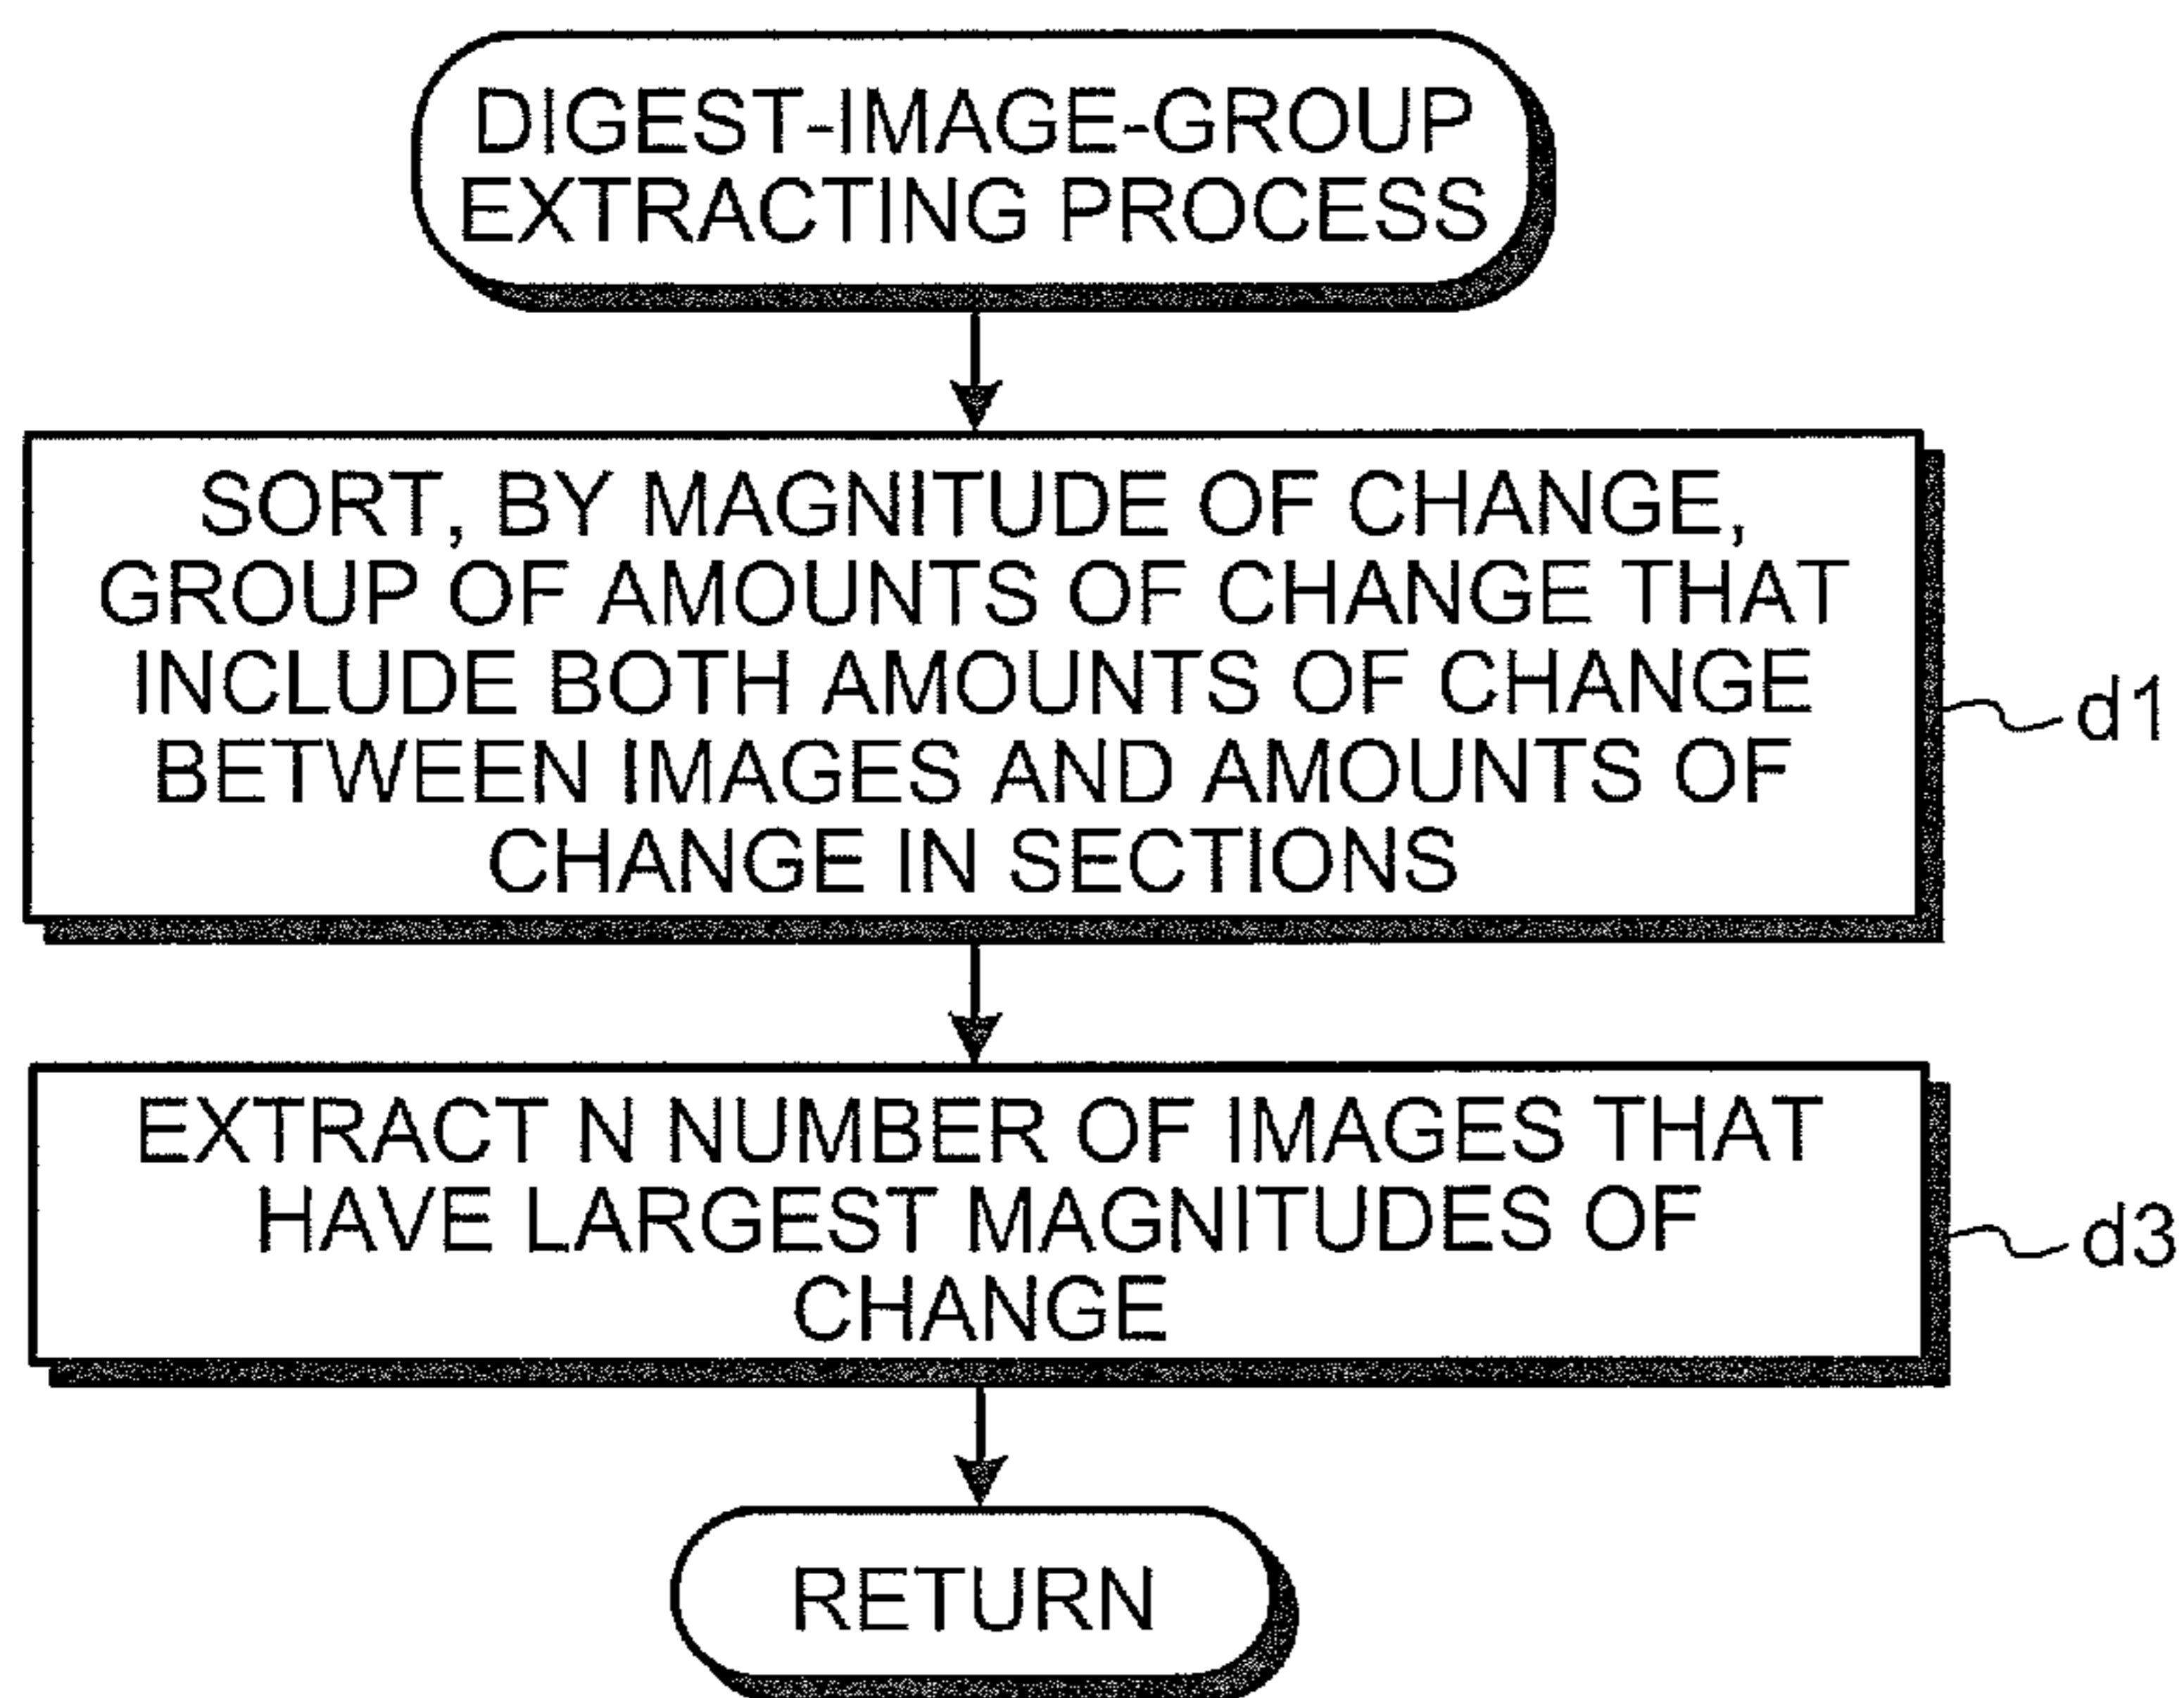 DIGEST-IMAGE-GROUP
EXTRACTING PROCESS
SORT, BY MAGNITUDE OF CHANGE,
GROUP OF AMOUNTS OF CHANGE THAT
INCLUDE BOTH AMOUNTS OF CHANGE
BETWEEN IMAGES AND AMOUNTS OF
CHANGE IN SECTIONS
d1
EXTRACT N NUMBER OF IMAGES THAT
HAVE LARGEST MAGNITUDES OF
CHANGE
d3
RETURN